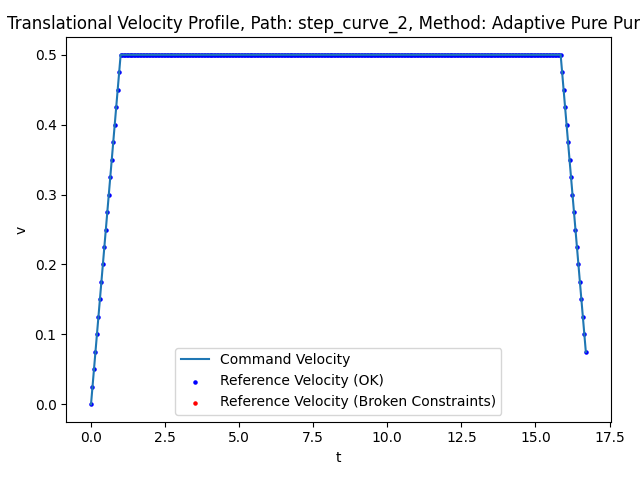 Translational Velocity Profile, Path: step_curve_2, Method: Adaptive Pure Pur
0.5
0.4
0.3
0.2
0.1
0.0
v
Command Velocity
Reference Velocity (OK)
Reference Velocity (Broken Constraints)
0.0 2.5 5.0 7.5 10.0 12.5 15.0 17.5
t